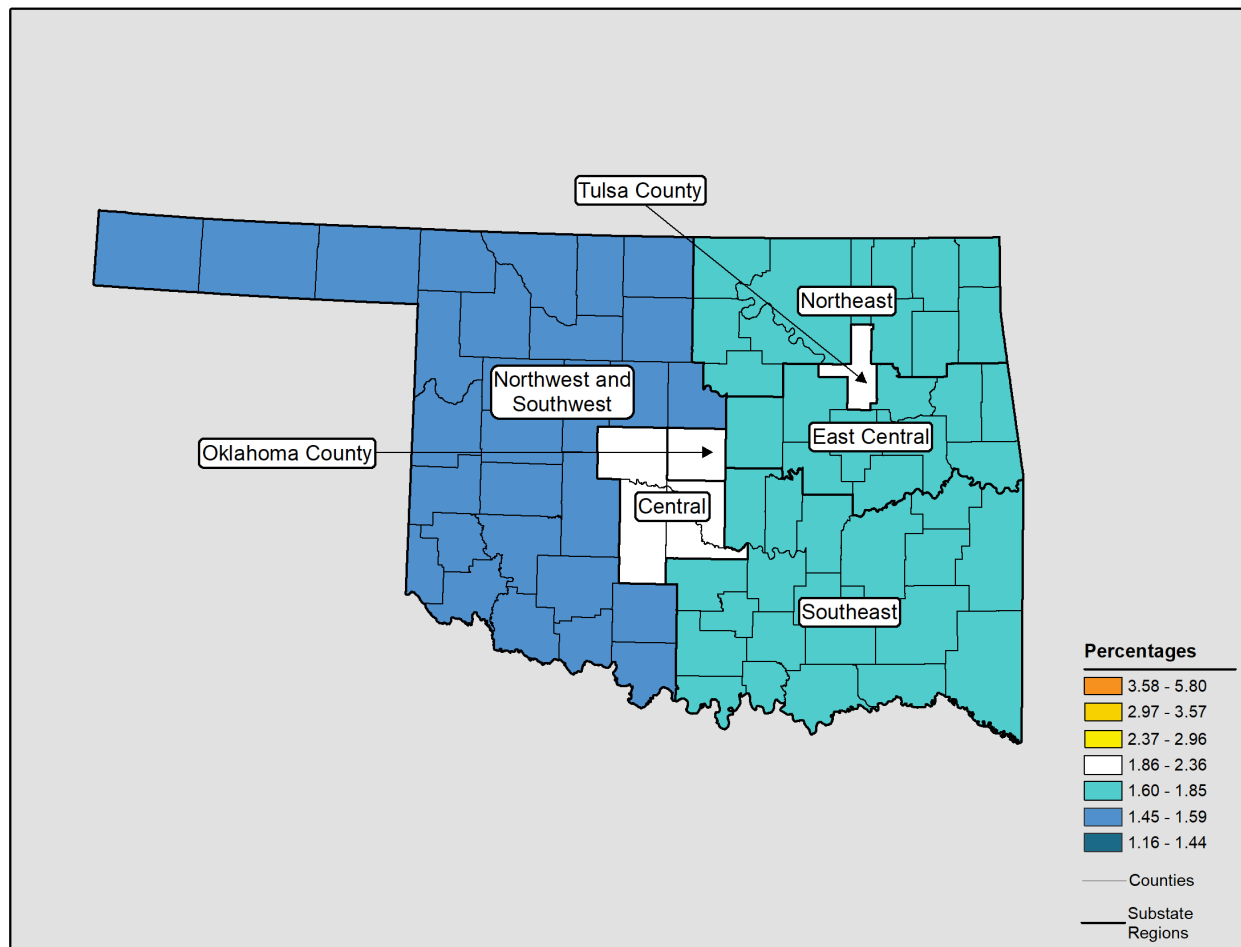 Tulsa County
Northeast
Northwest and
Southwest
East Central
Oklahoma County
Central
Southeast
Percentages
3.58 - 5.80
2.97 - 3.57
2.37 - 2.96
1.86 - 2.36
1.60 - 1.85
1.45 - 1.59
1.16 - 1.44
Counties
Substate
Regions